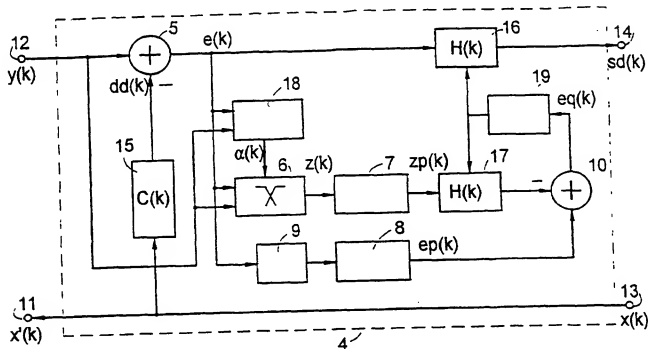 12
y(k)
5
+
e(k)
dd(k)
−
16
H(k)
14
sd(k)
18
α(k)
19
eq(k)
15
C(k)
6
z(k)
7
zp(k)
17
H(k)
−
10
+
9
8
ep(k)
11
x'(k)
13
x(k)
4